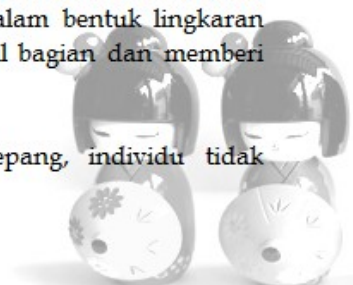 alam bentuk lingkaran
l bagian dan memberi
epang, individu tidak